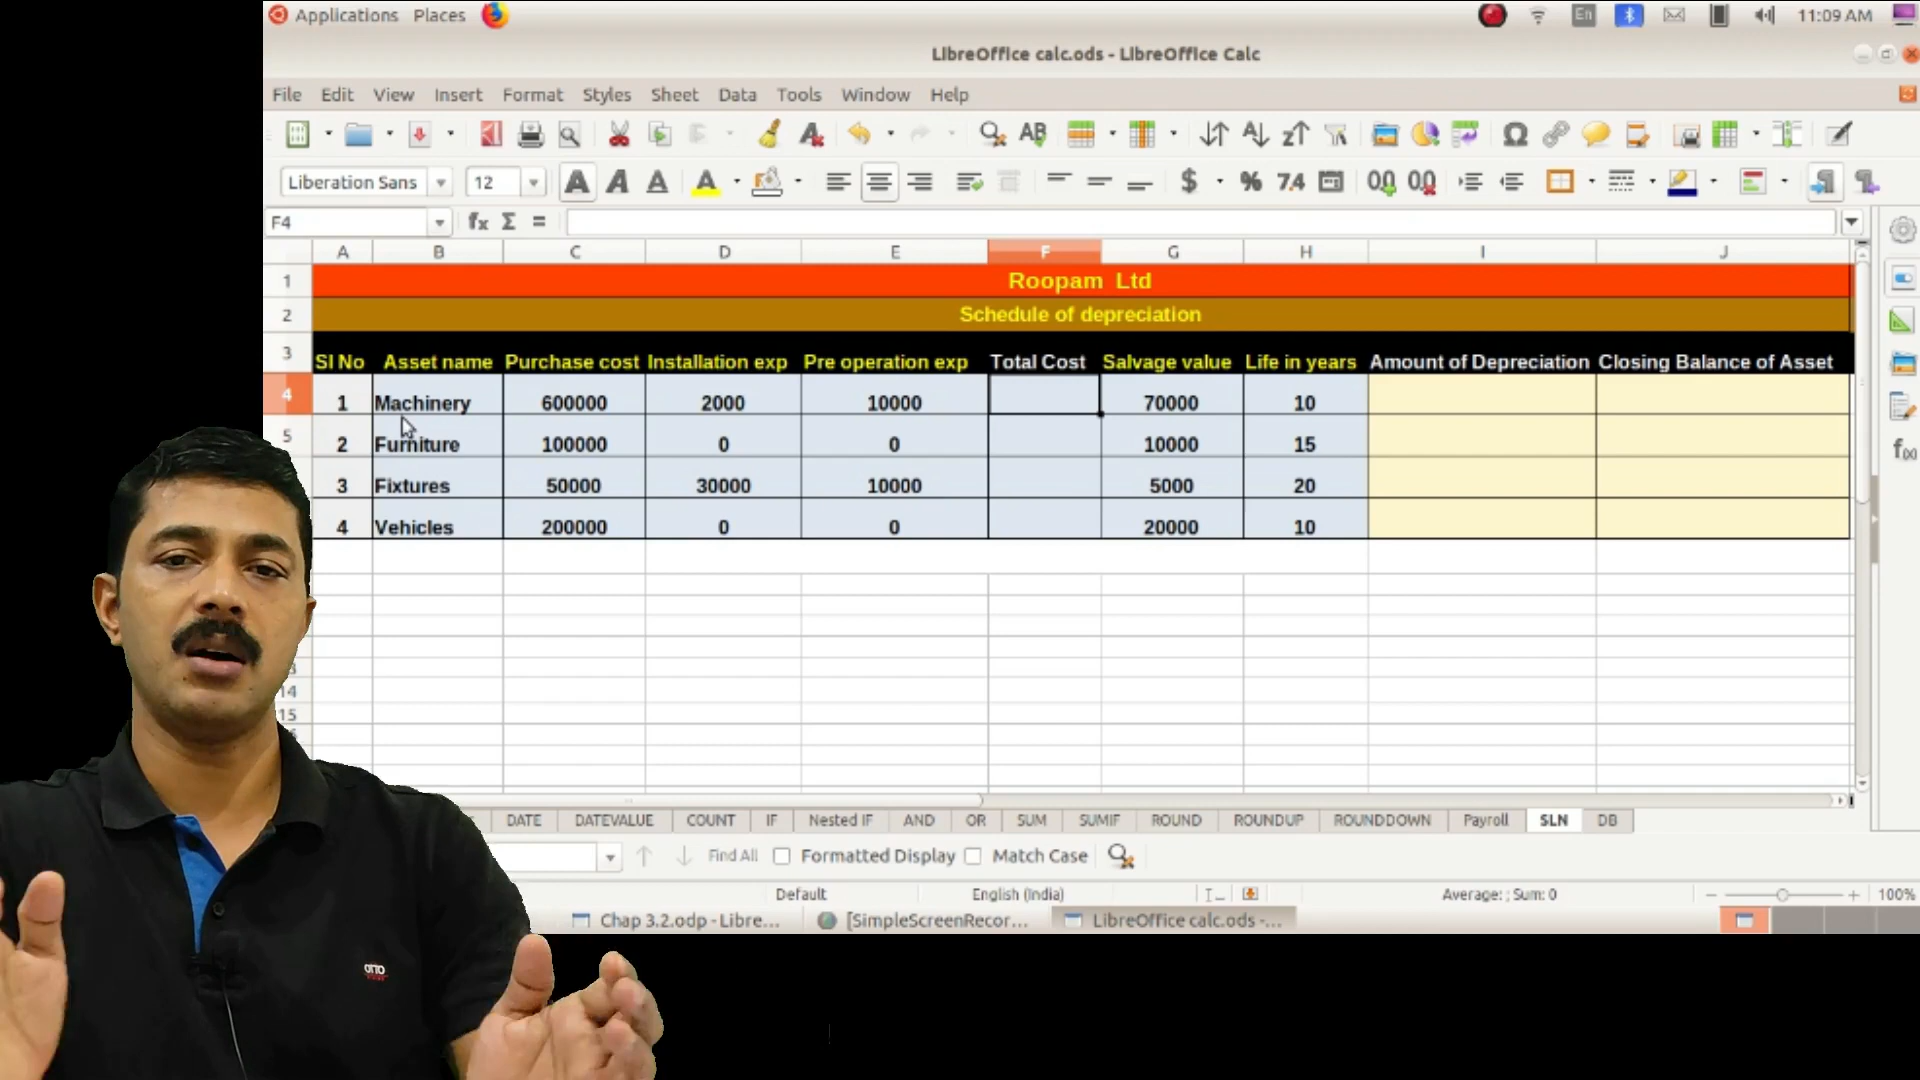 Applications Places En 11:09 AM
LibreOffice calc.ods - LibreOffice Calc
File Edit View Insert Format Styles Sheet Data Tools Window Help
Liberation Sans 12
F4
A B C D E F G H I J
1 Roopam Ltd
2 Schedule of depreciation
3 Sl No Asset name Purchase cost Installation exp Pre operation exp Total Cost Salvage value Life in years Amount of Depreciation Closing Balance of Asset
4 1 Machinery 600000 2000 10000 70000 10
5 2 Furniture 100000 0 0 10000 15
3 Fixtures 50000 30000 10000 5000 20
4 Vehicles 200000 0 0 20000 10
14
15
DATE DATEVALUE COUNT IF Nested IF AND OR SUM SUMIF ROUND ROUNDUP ROUNDDOWN Payroll SLN DB
Find All Formatted Display Match Case
Default English (India) Average: ; Sum: 0 100%
Chap 3.2.odp - Libre... [SimpleScreenRecor... LibreOffice calc.ods -...
OTTO